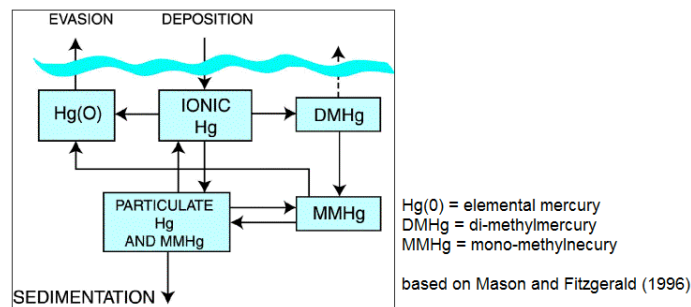 EVASION
DEPOSITION
Hg(O)
IONIC
Hg
DMHg
PARTICULATE
Hg
AND MMHg
MMHg
SEDIMENTATION
Hg(0) = elemental mercury
DMHg = di-methylmercury
MMHg = mono-methylnecury
based on Mason and Fitzgerald (1996)